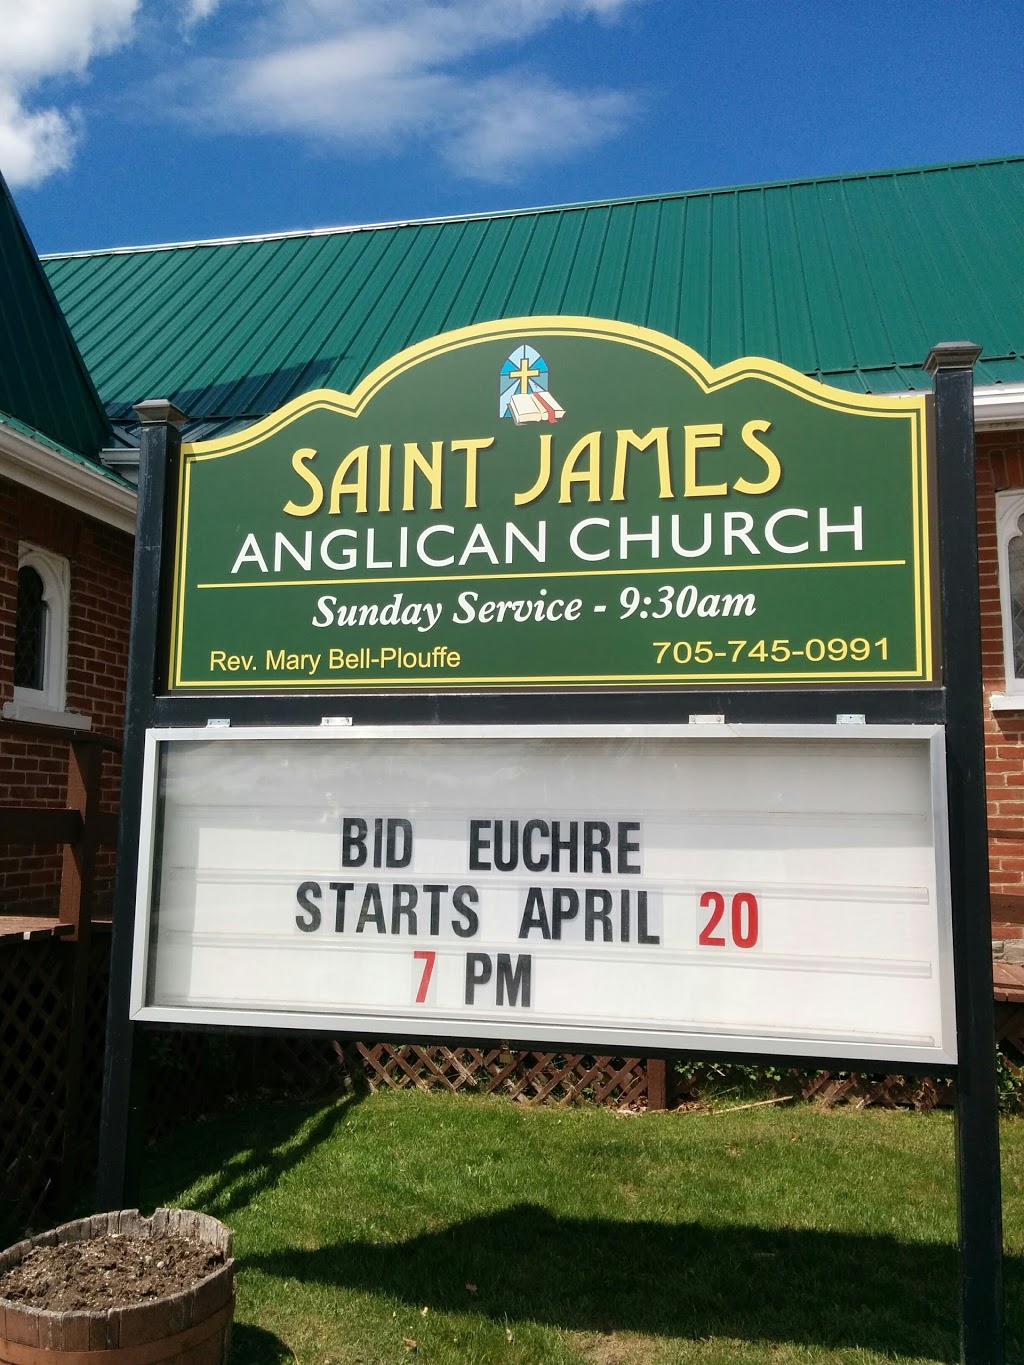 SAINT JAMES
ANGLICAN CHURCH
Sunday Service - 9:30am
Rev. Mary Bell-Plouffe 705-745-0991
BID EUCHRE
STARTS APRIL 20
7 PM